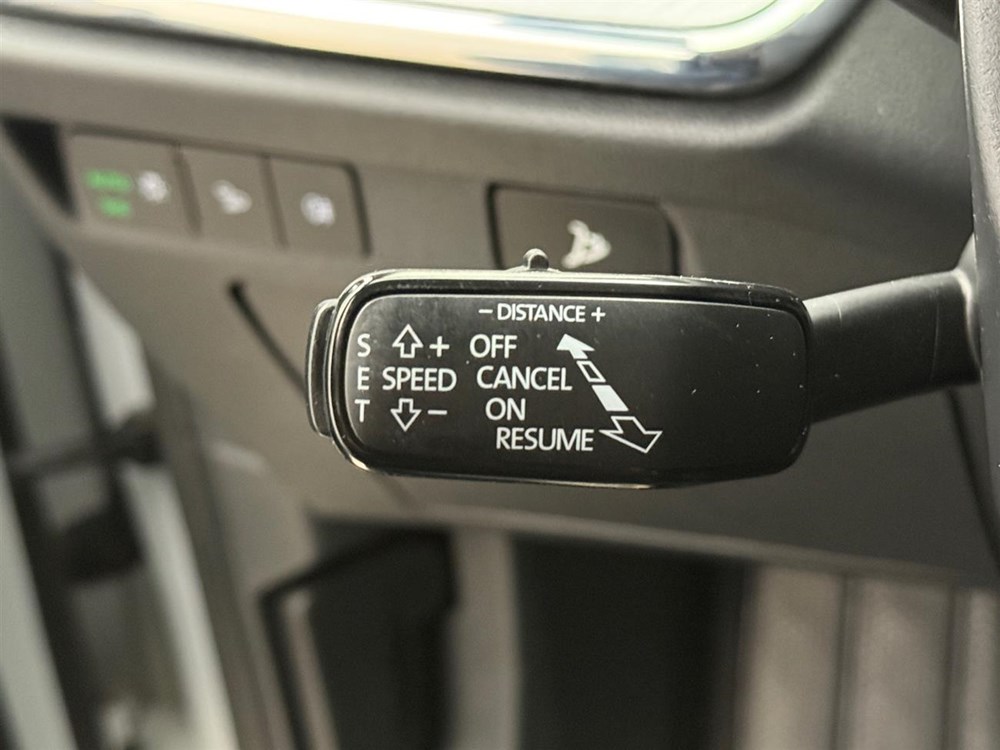 − DISTANCE +
S + OFF
E SPEED CANCEL
T − ON
RESUME